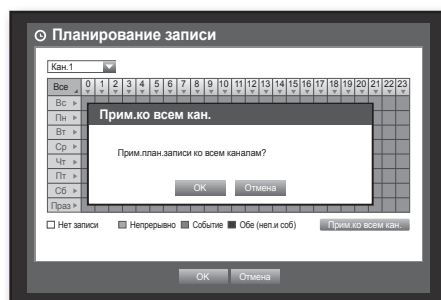 Планирование записи
Кан.1
Все 0 1 2 3 4 5 6 7 8 9 10 11 12 13 14 15 16 17 18 19 20 21 22 23
Вс
Пн
Вт
Ср
Чт
Пт
Сб
Праз
Прим.ко всем кан.
Прим.план.записи ко всем каналам?
OK Отмена
Нет записи Непрерывно Событие Обе (неп.и соб) Прим.ко всем кан.
OK Отмена